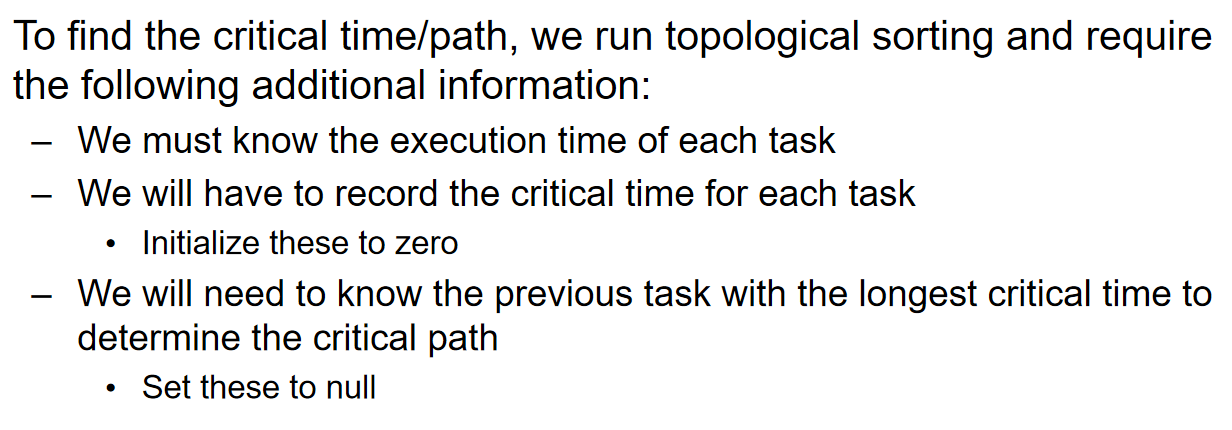 To find the critical time/path, we run topological sorting and require
the following additional information:
– We must know the execution time of each task
– We will have to record the critical time for each task
• Initialize these to zero
– We will need to know the previous task with the longest critical time to
determine the critical path
• Set these to null